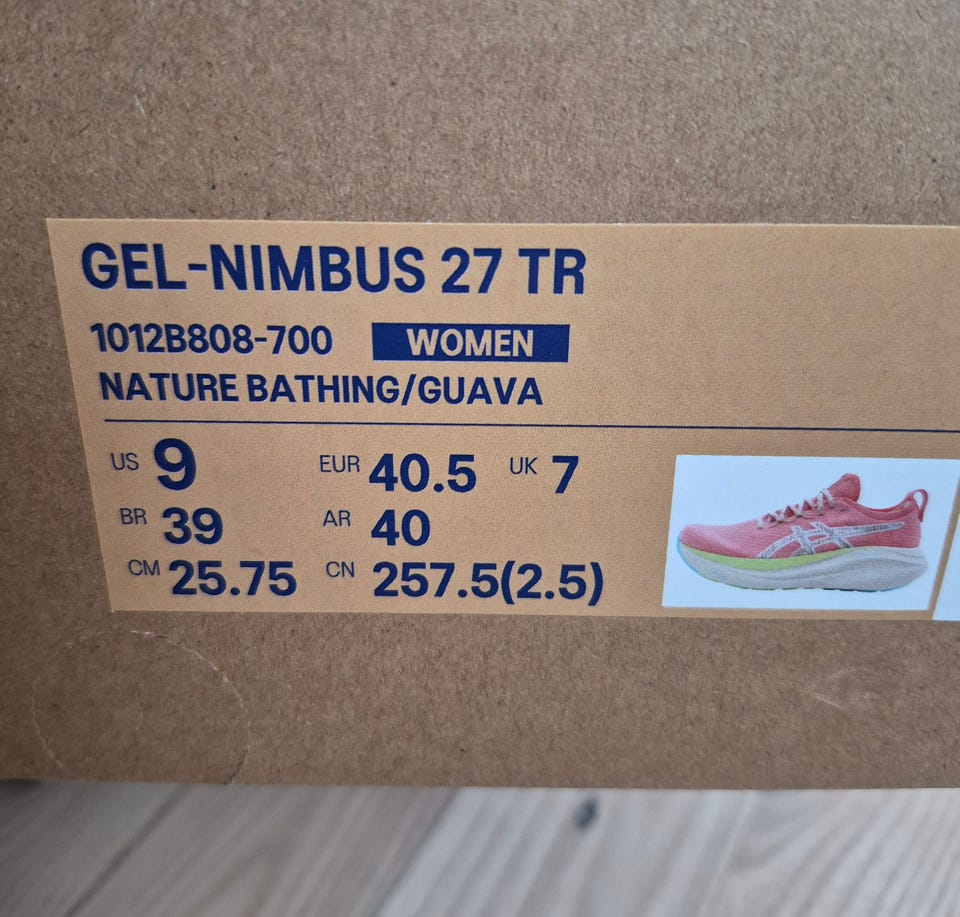 GEL-NIMBUS 27 TR
1012B808-700 WOMEN
NATURE BATHING/GUAVA
US 9 EUR 40.5 UK 7
BR 39 AR 40
CM 25.75 CN 257.5(2.5)